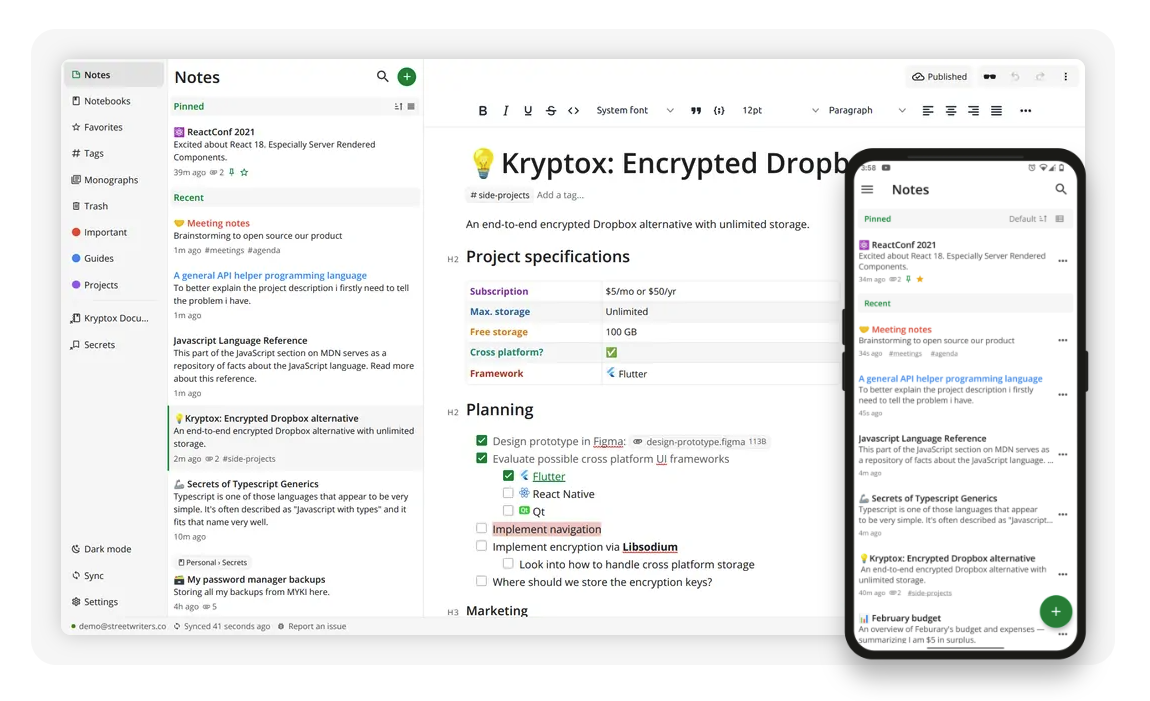 Notes
Notebooks
Favorites
# Tags
Monographs
Trash
Important
Guides
Projects
Kryptox Docu...
Secrets
Dark mode
Sync
Settings
Notes
Pinned
ReactConf 2021
Excited about React 18. Especially Server Rendered
Components.
39m ago 2
Recent
🤝 Meeting notes
Brainstorming to open source our product
1m ago #meetings #agenda
A general API helper programming language
To better explain the project description i firstly need to tell
the problem i have.
1m ago
Javascript Language Reference
This part of the JavaScript section on MDN serves as a
repository of facts about the JavaScript language. Read more
about this reference.
1m ago
💡Kryptox: Encrypted Dropbox alternative
An end-to-end encrypted Dropbox alternative with unlimited
storage.
2m ago 2 #side-projects
🦾 Secrets of Typescript Generics
Typescript is one of those languages that appear to be very
simple. It's often described as "Javascript with types" and it
fits that name very well.
10m ago
Personal › Secrets
🗃️ My password manager backups
Storing all my backups from MYKI here.
4h ago 5
Published
B I U S <> System font 12pt Paragraph
💡Kryptox: Encrypted Dropb
# side-projects Add a tag...
An end-to-end encrypted Dropbox alternative with unlimited storage.
H2 Project specifications
Subscription $5/mo or $50/yr
Max. storage Unlimited
Free storage 100 GB
Cross platform? ✅
Framework Flutter
H2 Planning
Design prototype in Figma: design-prototype.figma 113B
Evaluate possible cross platform UI frameworks
Flutter
React Native
Qt Qt
Implement navigation
Implement encryption via Libsodium
Look into how to handle cross platform storage
Where should we store the encryption keys?
H3 Marketing
demo@streetwriters.co Synced 41 seconds ago Report an issue
3:58
Notes
Pinned Default
ReactConf 2021
Excited about React 18. Especially Server Rendered
Components.
34m ago 2
Recent
🤝 Meeting notes
Brainstorming to open source our product
34s ago #meetings #agenda
A general API helper programming language
To better explain the project description i firstly
need to tell the problem i have.
45s ago
Javascript Language Reference
This part of the JavaScript section on MDN serves as
a repository of facts about the JavaScript language. ...
4m ago
🦾 Secrets of Typescript Generics
Typescript is one of those languages that appear
to be very simple. It's often described as "Javascript...
4m ago
💡Kryptox: Encrypted Dropbox alternative
An end-to-end encrypted Dropbox alternative with
unlimited storage.
40m ago 2 #side-projects
📊 February budget
An overview of Feburary's budget and expenses —
summarizing I am $5 in surplus.